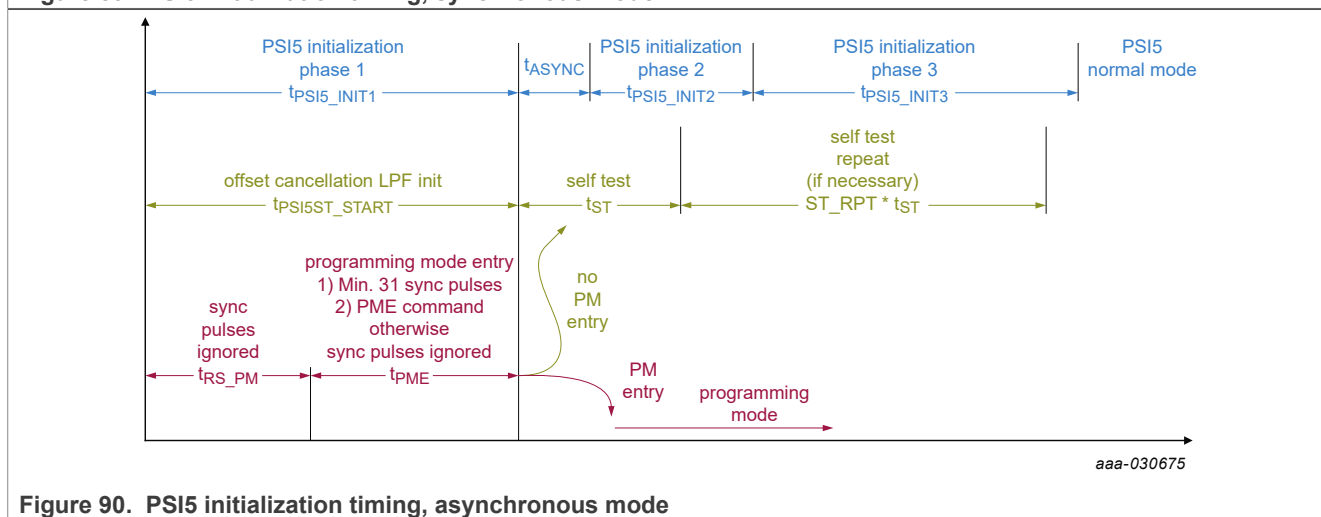 PSI5 initialization
phase 1
tPSI5_INIT1
tASYNC
PSI5 initialization
phase 2
tPSI5_INIT2
PSI5 initialization
phase 3
tPSI5_INIT3
PSI5
normal mode
offset cancellation LPF init
tPSI5ST_START
self test
tST
self test
repeat
(if necessary)
ST_RPT * tST
sync
pulses
ignored
tRS_PM
programming mode entry
1) Min. 31 sync pulses
2) PME command
otherwise
sync pulses ignored
tPME
no
PM
entry
PM
entry
programming
mode
aaa-030675
Figure 90. PSI5 initialization timing, asynchronous mode